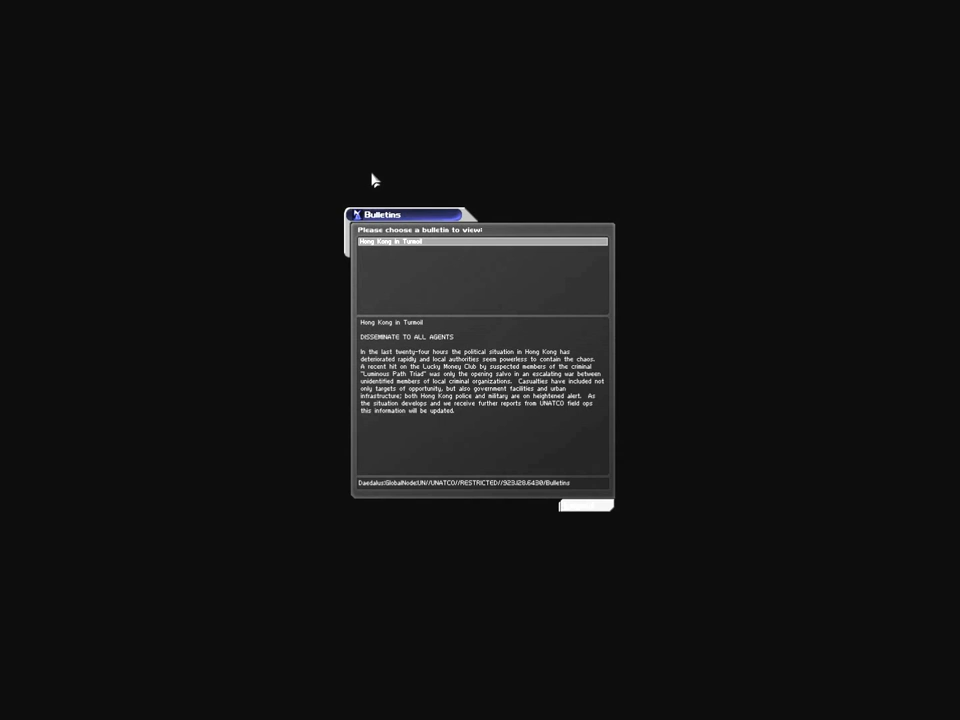 Bulletins
Please choose a bulletin to view:
Hong Kong in Turmoil
Hong Kong in Turmoil
DISSEMINATE TO ALL AGENTS
In the last twenty-four hours the political situation in Hong Kong has
deteriorated rapidly and local authorities seem powerless to contain the chaos.
A recent hit on the Lucky Money Club by suspected members of the criminal
"Luminous Path Triad" was only the opening salvo in an escalating war between
unidentified members of local criminal organizations.  Casualties have included not
only targets of opportunity, but also government facilities and urban
infrastructure; both Hong Kong police and military are on heightened alert.  As
the situation develops and we receive further reports from UNATCO field ops
this information will be updated.
Daedalus:GlobalNode:UN//UNATCO//RESTRICTED//923.128.6430/Bulletins